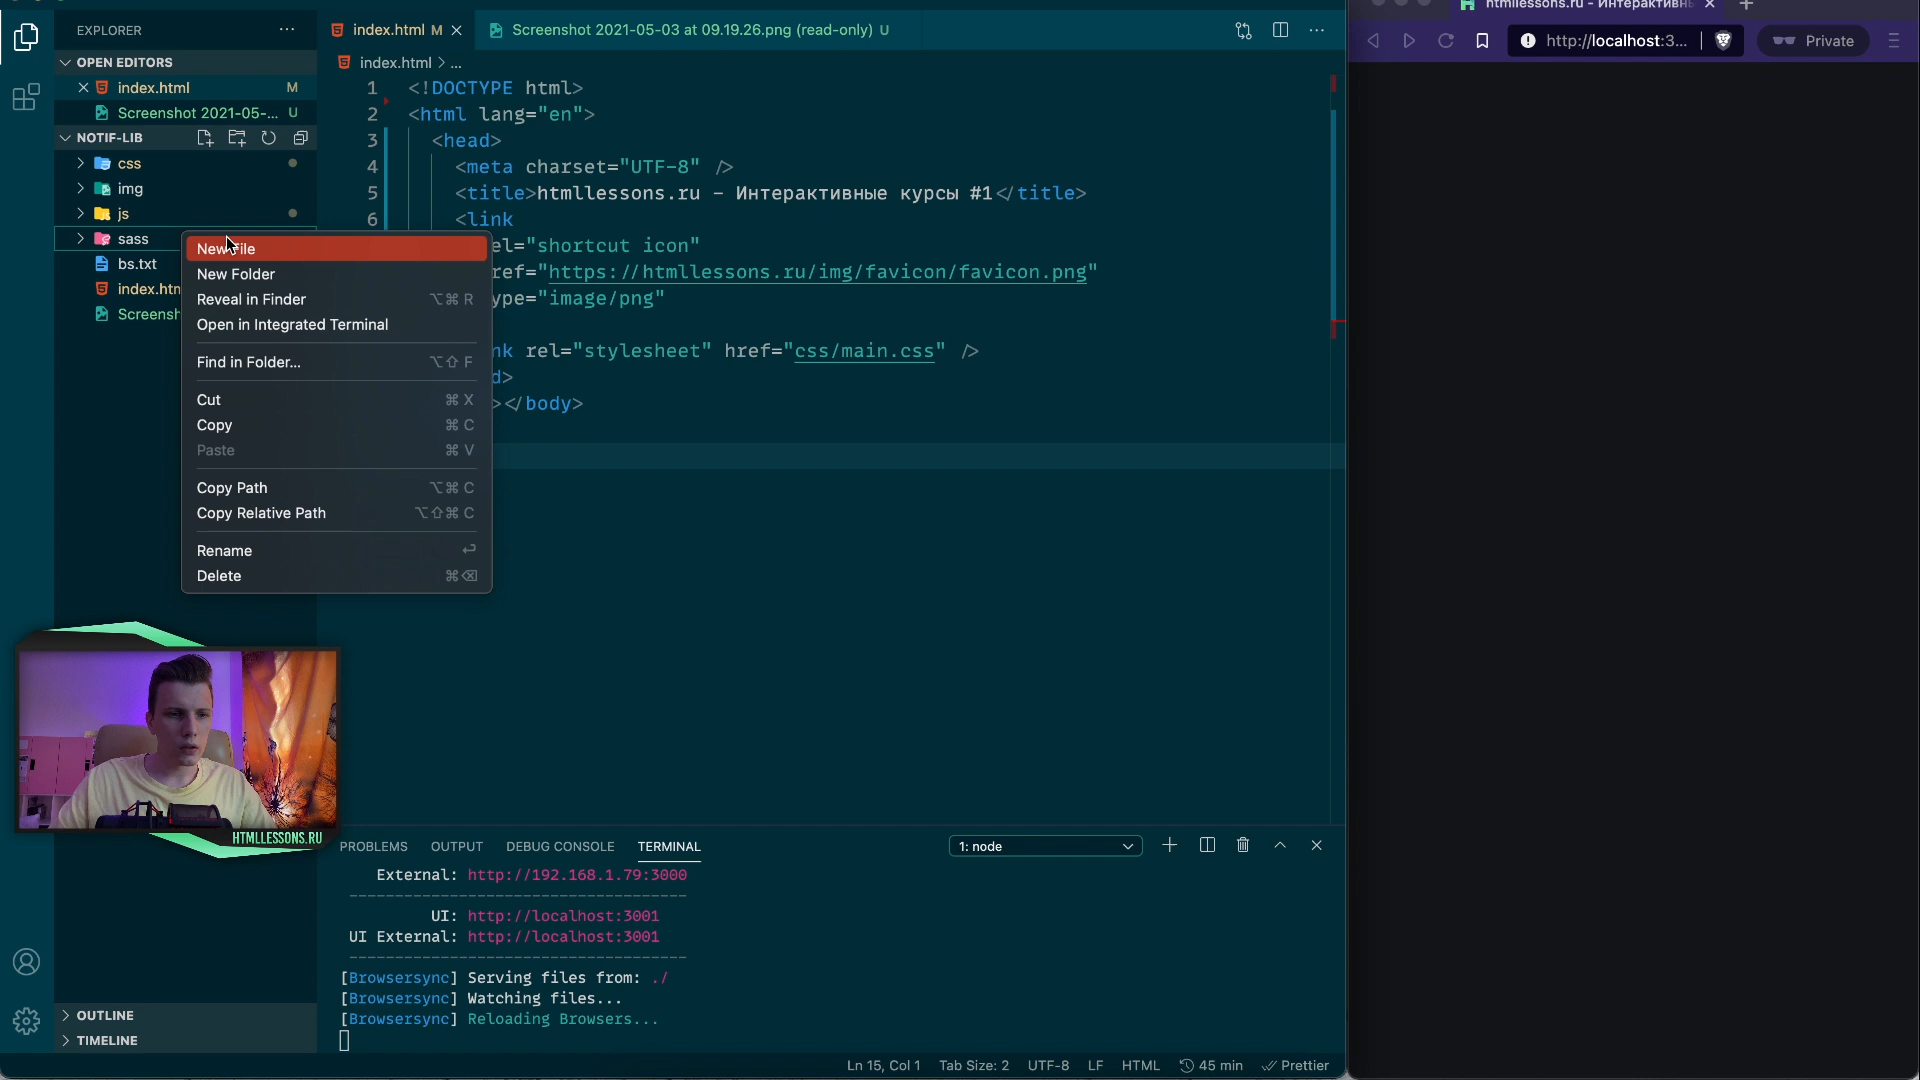 EXPLORER
OPEN EDITORS
index.html M
Screenshot 2021-05-... U
NOTIF-LIB
css
img
js
sass
bs.txt
New File
New Folder
Reveal in Finder ⌥⌘ R
Open in Integrated Terminal
Find in Folder... ⌥⇧ F
Cut ⌘ X
Copy ⌘ C
Paste ⌘ V
Copy Path ⌥⌘ C
Copy Relative Path ⌥⇧⌘ C
Rename
Delete
HTMLLESSONS.RU
OUTLINE
TIMELINE
index.html M
Screenshot 2021-05-03 at 09.19.26.png (read-only) U
index.html > ...
1 <!DOCTYPE html>
2 <html lang="en">
3 <head>
4 <meta charset="UTF-8" />
5 <title>htmllessons.ru – Интерактивные курсы #1</title>
6 <link
el="shortcut icon"
ref="https://htmllessons.ru/img/favicon/favicon.png"
ype="image/png"
nk rel="stylesheet" href="css/main.css" />
d>
></body>
PROBLEMS OUTPUT DEBUG CONSOLE TERMINAL
1: node
External: http://192.168.1.79:3000
UI: http://localhost:3001
UI External: http://localhost:3001
[Browsersync] Serving files from: ./
[Browsersync] Watching files...
[Browsersync] Reloading Browsers...
Ln 15, Col 1 Tab Size: 2 UTF-8 LF HTML 45 min Prettier
htmllessons.ru - Интерактивн
http://localhost:3...
Private